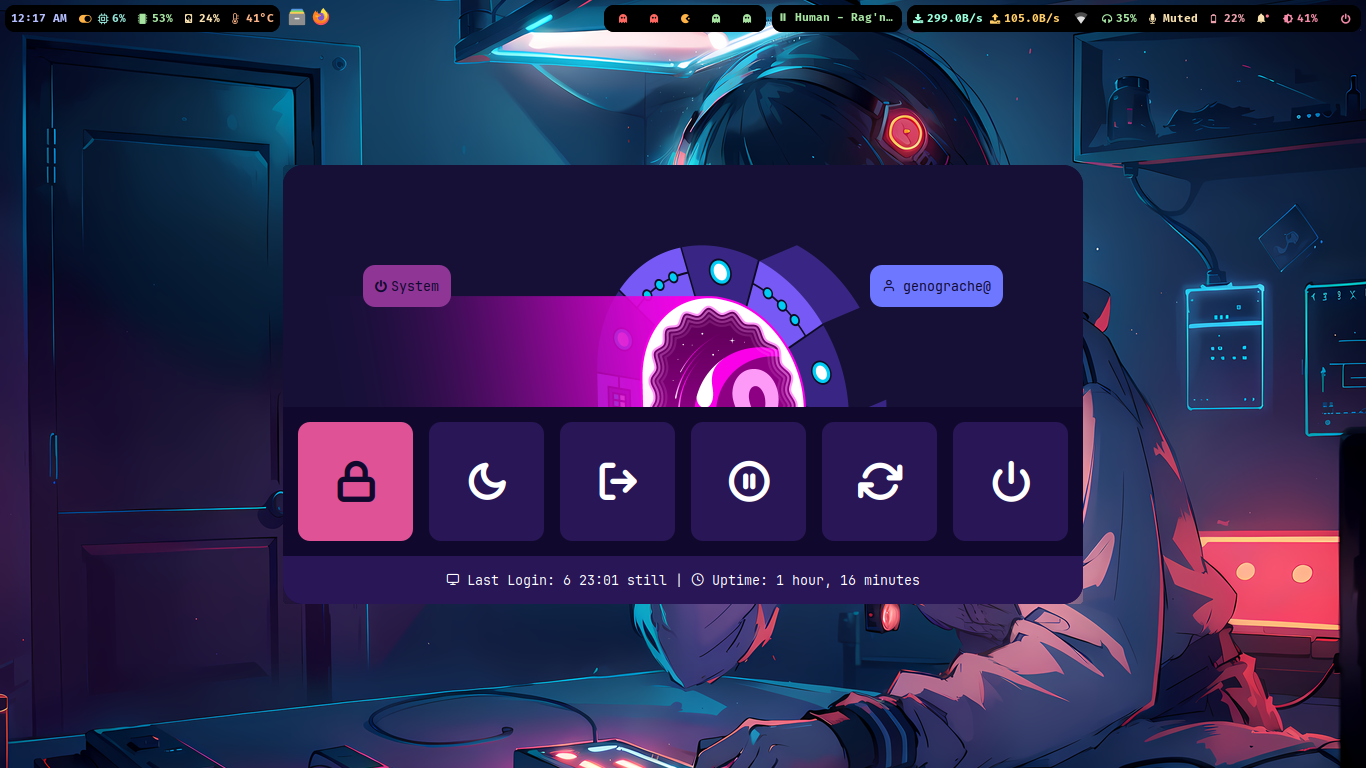 12:17 AM 6% 53% 24% 41°C
Human - Rag'n… 299.0B/s 105.0B/s 35% Muted 22% 41%
System
genograche@
Last Login: 6 23:01 still | Uptime: 1 hour, 16 minutes